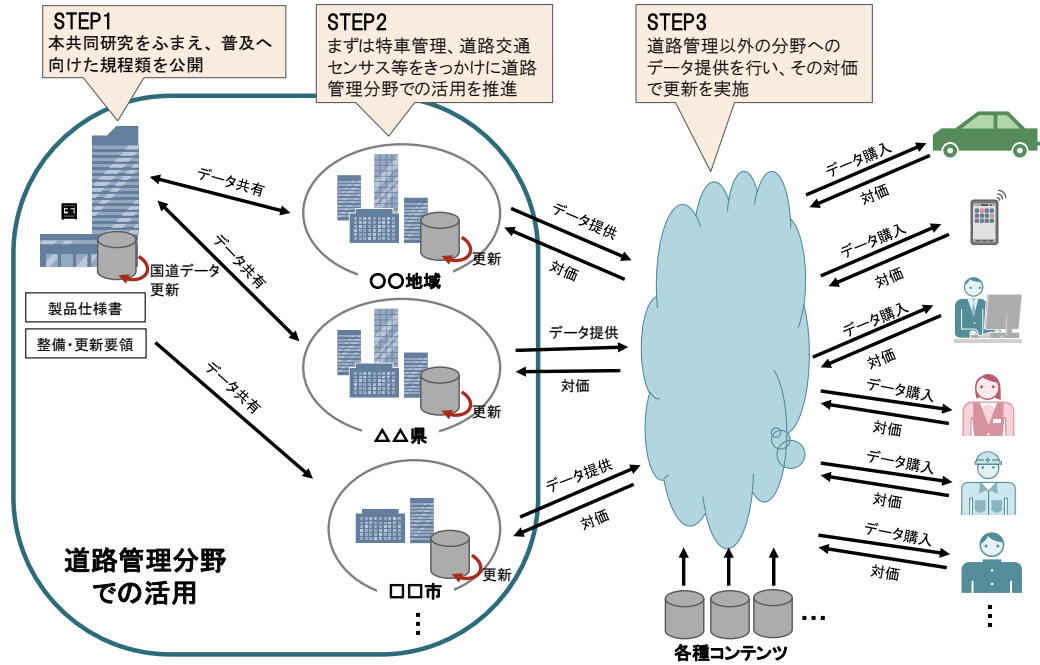 STEP1
本共同研究をふまえ、普及へ
向けた規程類を公開
STEP2
まずは特車管理、道路交通
センサス等をきっかけに道路
管理分野での活用を推進
STEP3
道路管理以外の分野への
データ提供を行い、その対価
で更新を実施
国
国道データ
更新
製品仕様書
整備・更新要領
データ共有
データ共有
データ共有
更新
〇〇地域
更新
△△県
更新
□□市
⋮
道路管理分野
での活用
データ提供
対価
データ提供
対価
データ提供
対価
各種コンテンツ
…
データ購入
対価
データ購入
対価
データ購入
対価
データ購入
対価
データ購入
対価
データ購入
対価
⋮